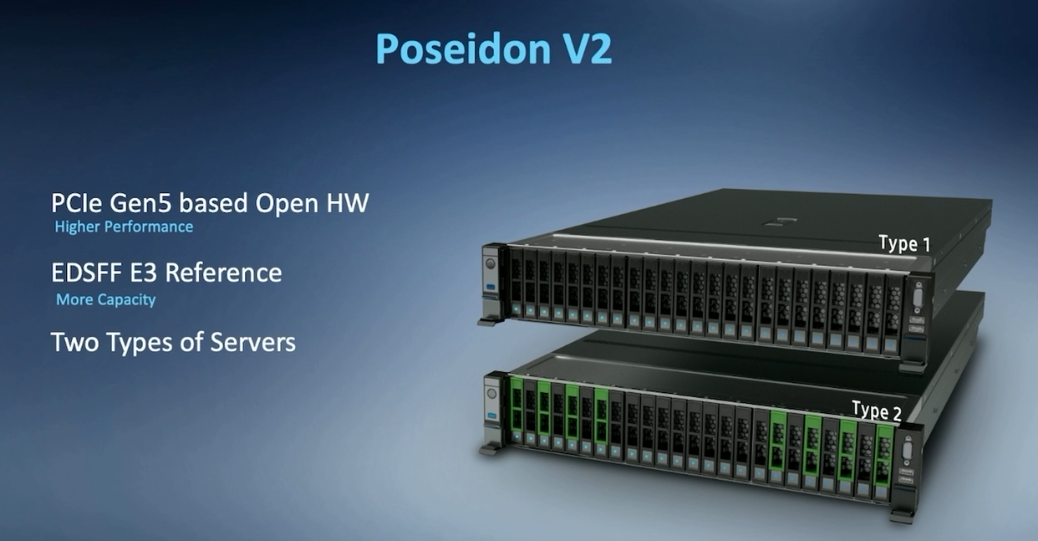 Poseidon V2
PCIe Gen5 based Open HW
Higher Performance
EDSFF E3 Reference
More Capacity
Two Types of Servers
Type 1
Type 2